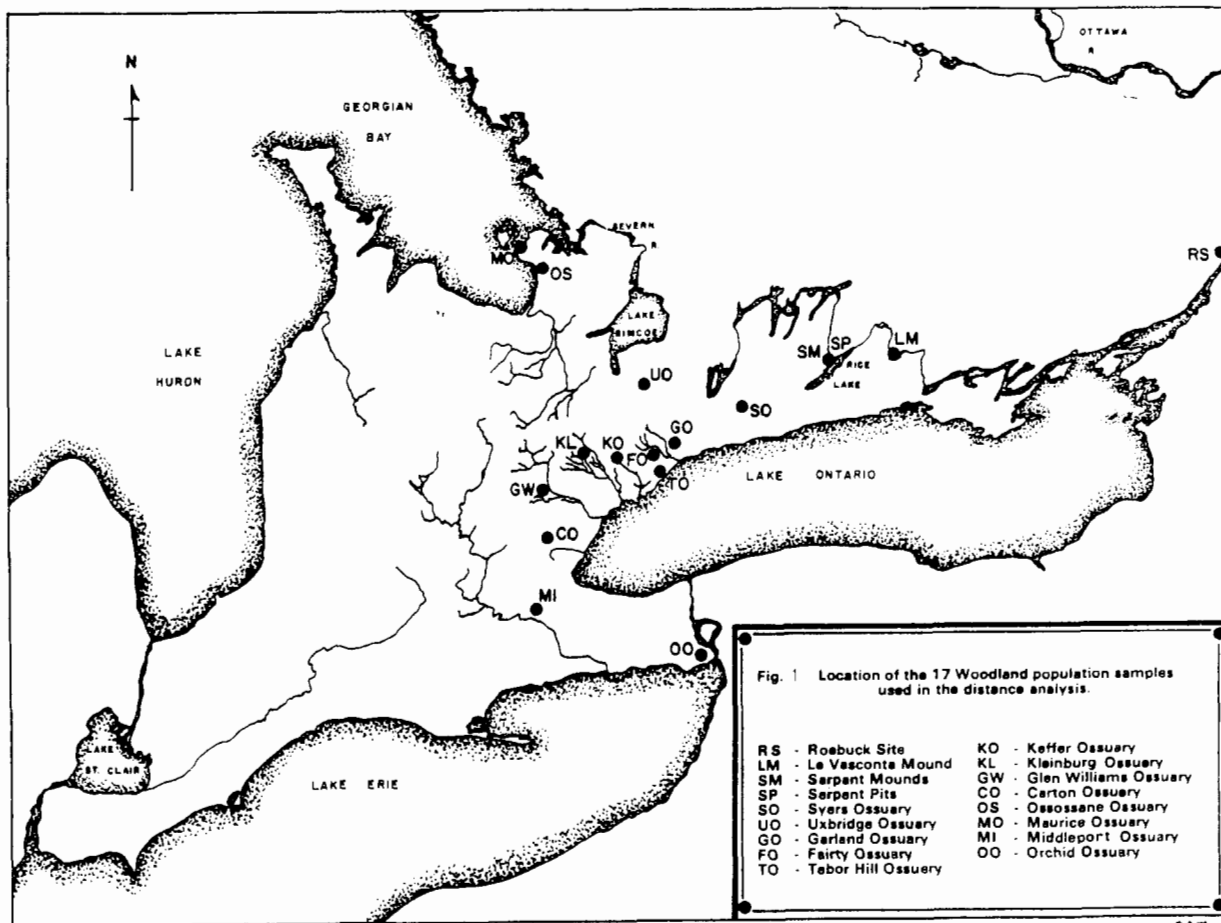 N
GEORGIAN
BAY
OTTAWA
R
SEVERN
R.
MO
OS
RS
LAKE
SIMCOE
LAKE
HURON
SM SP
LM
RICE
LAKE
UO
SO
GO
KL
KO
FO
TO
GW
LAKE ONTARIO
CO
MI
OO
LAKE
ST. CLAIR
LAKE ERIE
Fig. 1 Location of the 17 Woodland population samples
used in the distance analysis.
RS - Roebuck Site
LM - Le Vesconte Mound
SM - Serpent Mounds
SP - Serpent Pits
SO - Syers Ossuary
UO - Uxbridge Ossuary
GO - Garland Ossuary
FO - Fairty Ossuary
TO - Tabor Hill Ossuery
KO - Keffer Ossuary
KL - Kleinburg Ossuary
GW - Glen Williams Ossuary
CO - Carton Ossuary
OS - Ossossane Ossuary
MO - Maurice Ossuary
MI - Middleport Ossuary
OO - Orchid Ossuary